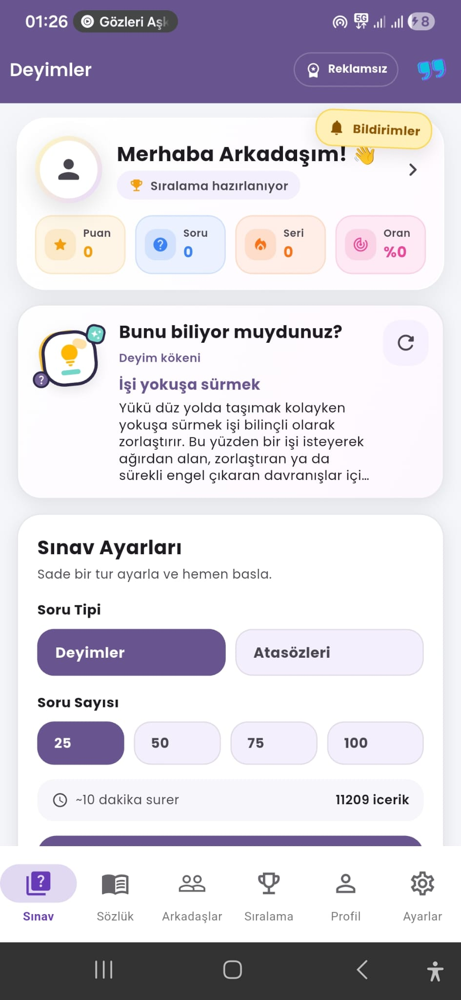 01:26
Gözleri Aşk
5G
8
Deyimler
Reklamsız
Bildirimler
Merhaba Arkadaşım! 👋
Sıralama hazırlanıyor
Puan
0
Soru
0
Seri
0
Oran
%0
Bunu biliyor muydunuz?
Deyim kökeni
İşi yokuşa sürmek
Yükü düz yolda taşımak kolayken
yokuşa sürmek işi bilinçli olarak
zorlaştırır. Bu yüzden bir işi isteyerek
ağırdan alan, zorlaştıran ya da
sürekli engel çıkaran davranışlar içi...
Sınav Ayarları
Sade bir tur ayarla ve hemen basla.
Soru Tipi
Deyimler
Atasözleri
Soru Sayısı
25
50
75
100
~10 dakika surer
11209 icerik
Sınav
Sözlük
Arkadaşlar
Sıralama
Profil
Ayarlar